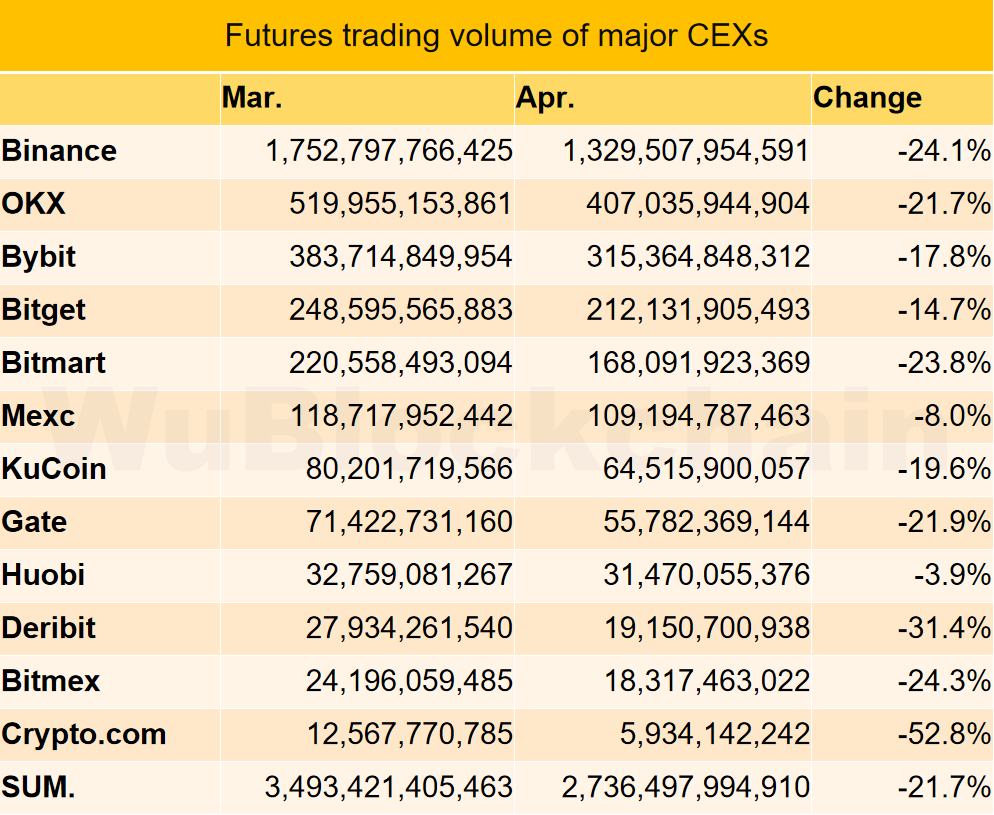 Futures trading volume of major CEXs
Mar. Apr. Change
Binance 1,752,797,766,425 1,329,507,954,591 -24.1%
OKX 519,955,153,861 407,035,944,904 -21.7%
Bybit 383,714,849,954 315,364,848,312 -17.8%
Bitget 248,595,565,883 212,131,905,493 -14.7%
Bitmart 220,558,493,094 168,091,923,369 -23.8%
Mexc 118,717,952,442 109,194,787,463 -8.0%
WuBlockchain
KuCoin 80,201,719,566 64,515,900,057 -19.6%
Gate 71,422,731,160 55,782,369,144 -21.9%
Huobi 32,759,081,267 31,470,055,376 -3.9%
Deribit 27,934,261,540 19,150,700,938 -31.4%
Bitmex 24,196,059,485 18,317,463,022 -24.3%
Crypto.com 12,567,770,785 5,934,142,242 -52.8%
SUM. 3,493,421,405,463 2,736,497,994,910 -21.7%